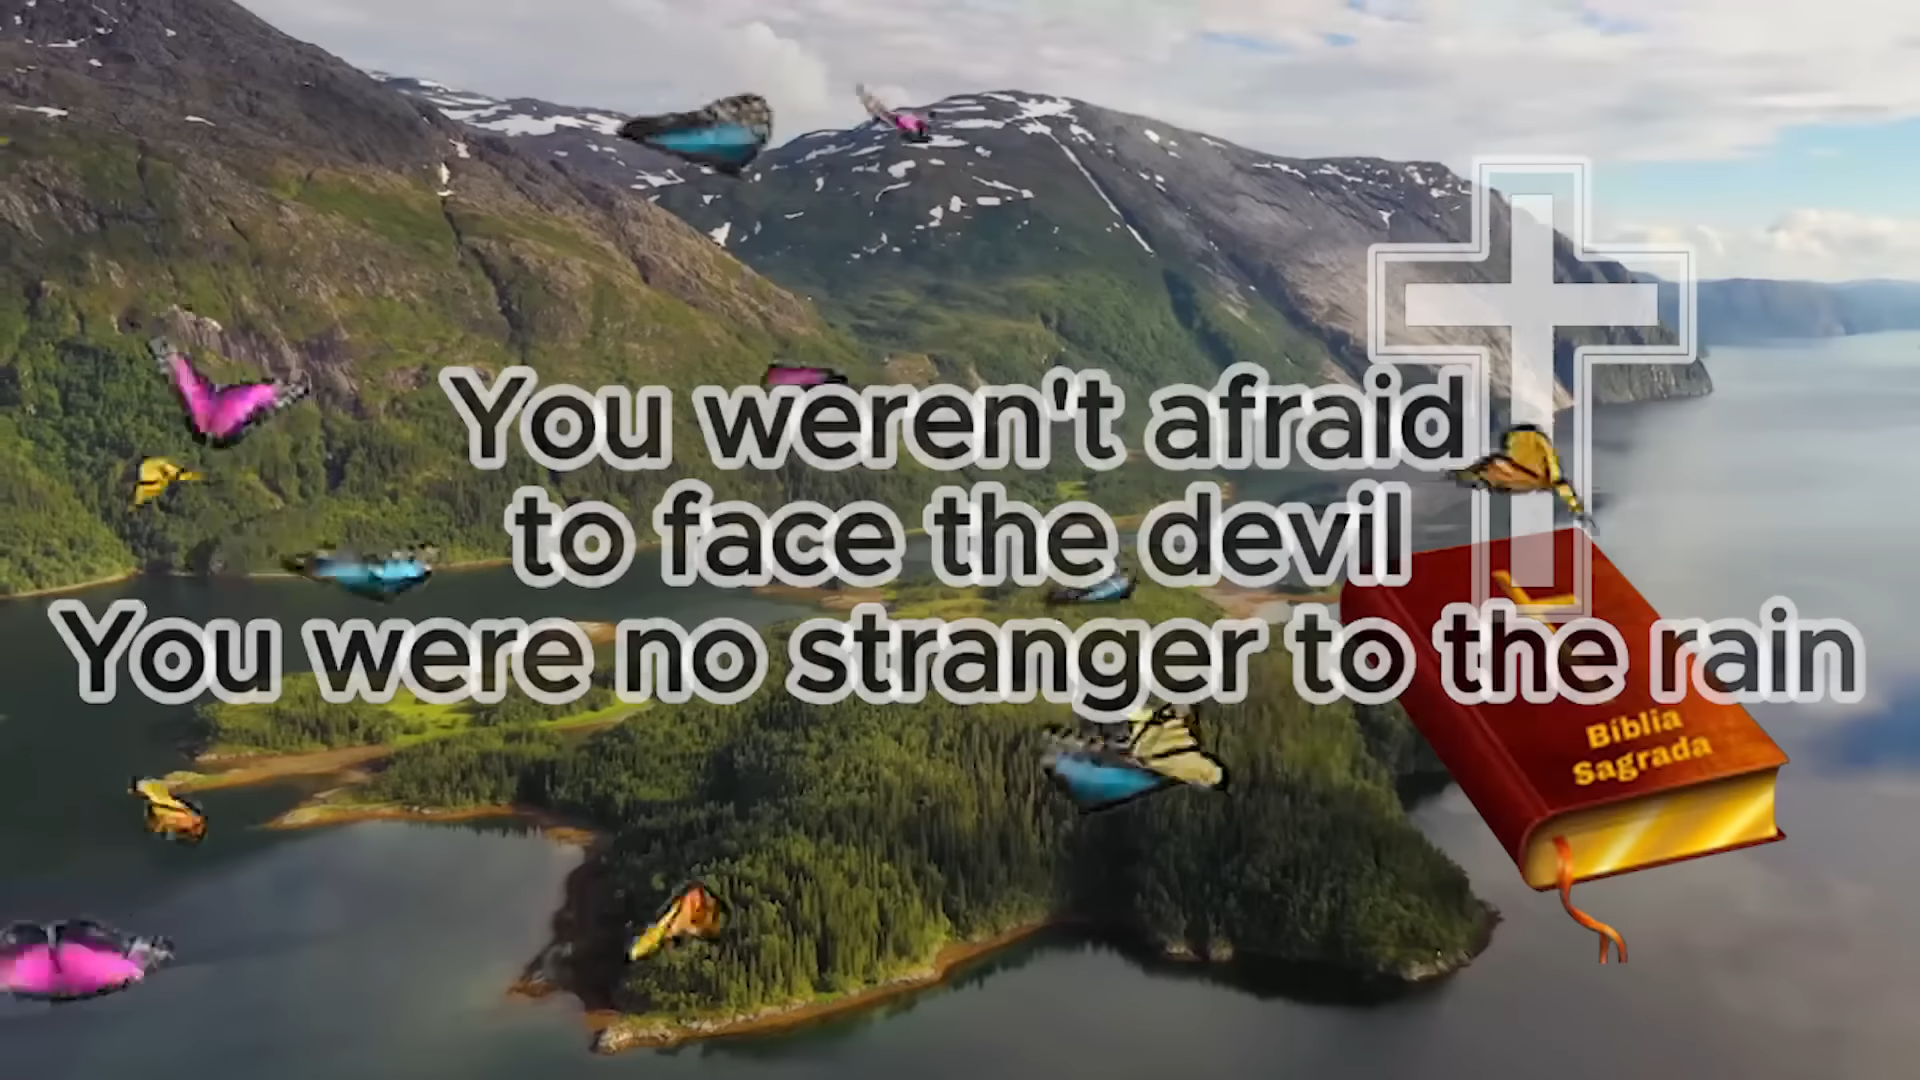 You weren't afraid
to face the devil
You were no stranger to the rain
Bíblia
Sagrada